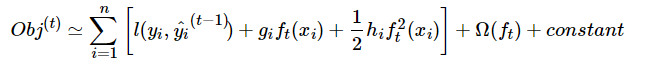 Obj^{(t)} \simeq \sum_{i=1}^{n} \left[ l(y_i, \hat{y}_i^{(t-1)}) + g_i f_t(x_i) + \frac{1}{2} h_i f_t^2(x_i) \right] + \Omega(f_t) + constant